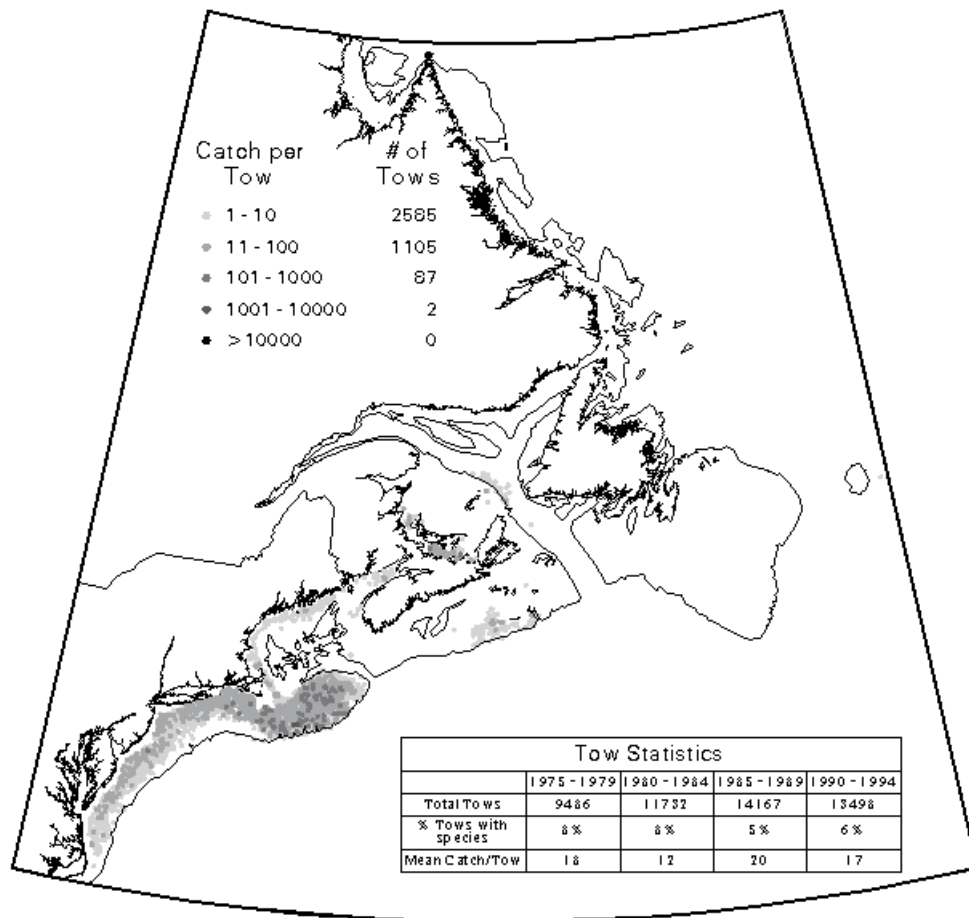 Catch per Tow # of Tows
1 - 10 2585
11 - 100 1105
101 - 1000 87
1001 - 10000 2
> 10000 0
Tow Statistics
1975 - 1979 1980 - 1984 1985 - 1989 1990 - 1994
Total Tows 9486 11732 14167 13498
% Tows with species 8% 8% 5% 6%
Mean Catch/Tow 18 12 20 17